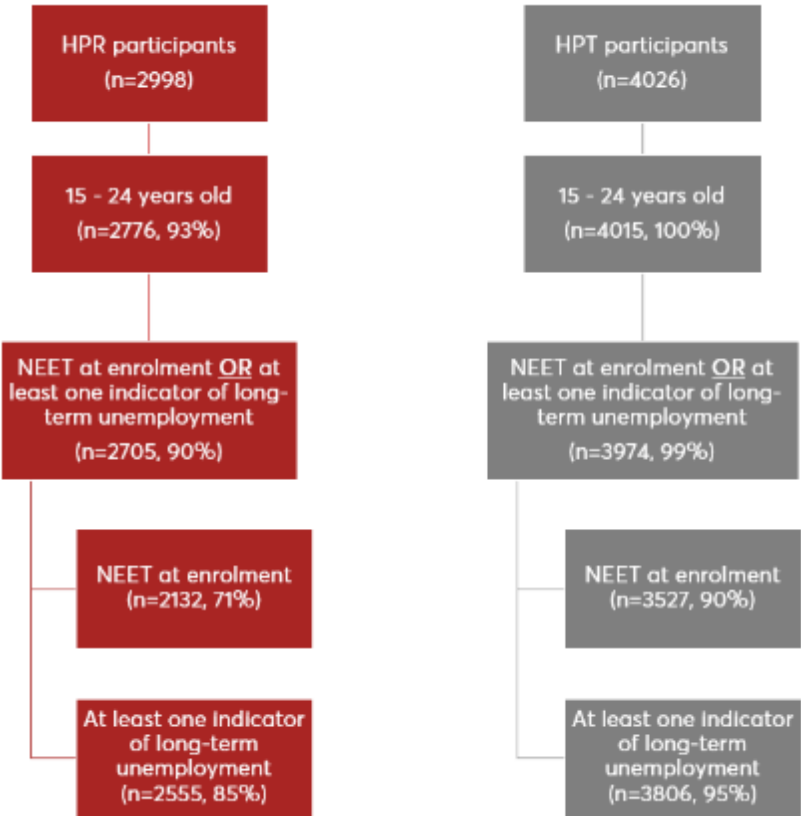 HPR participants
(n=2998)
15 - 24 years old
(n=2776, 93%)
NEET at enrolment OR at
least one indicator of long-
term unemployment
(n=2705, 90%)
NEET at enrolment
(n=2132, 71%)
At least one indicator
of long-term
unemployment
(n=2555, 85%)
HPT participants
(n=4026)
15 - 24 years old
(n=4015, 100%)
NEET at enrolment OR at
least one indicator of long-
term unemployment
(n=3974, 99%)
NEET at enrolment
(n=3527, 90%)
At least one indicator
of long-term
unemployment
(n=3806, 95%)